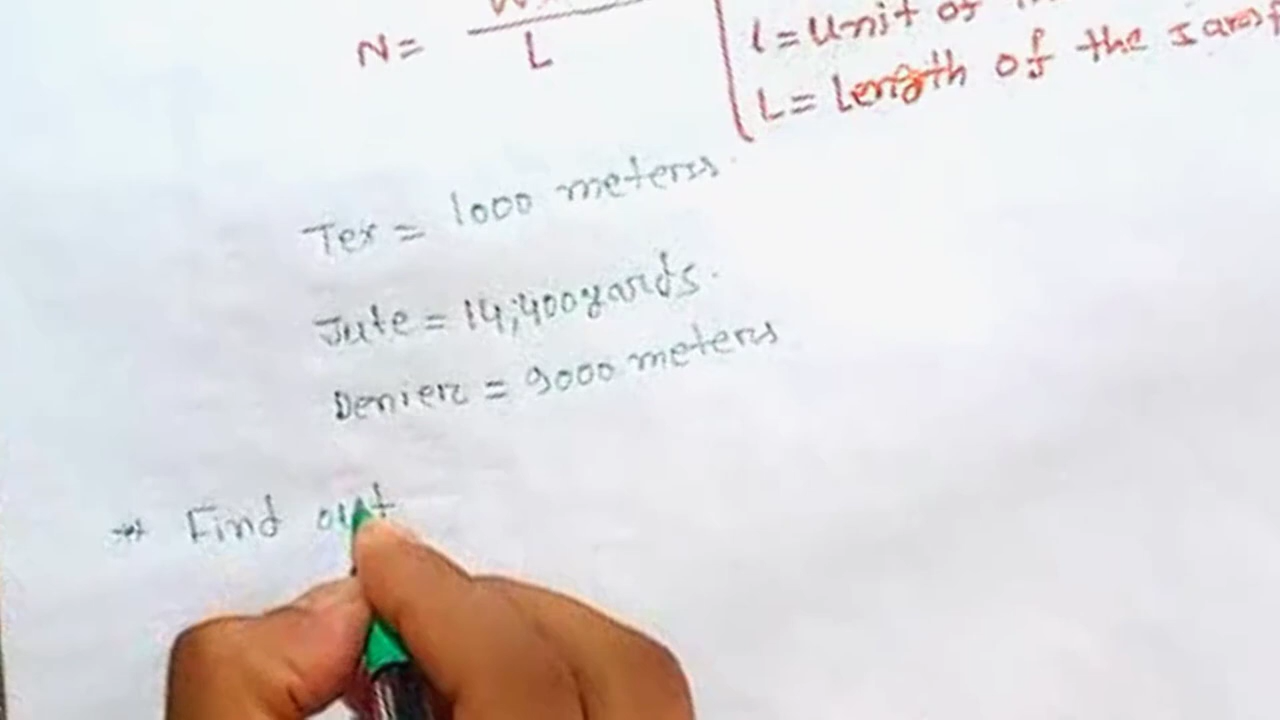 N =
L
l = Unit of
L = Length of the
Tex = 1000 meters.
Jute = 14,400 yards.
Denier = 9000 meters
* Find out